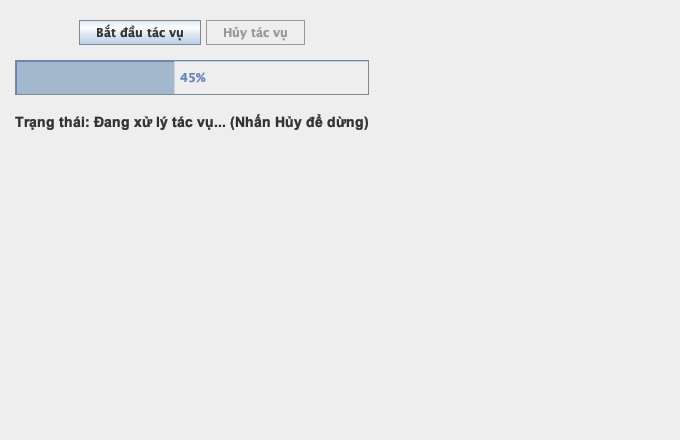 Bắt đầu tác vụ Hủy tác vụ
45%
Trạng thái: Đang xử lý tác vụ... (Nhấn Hủy để dừng)